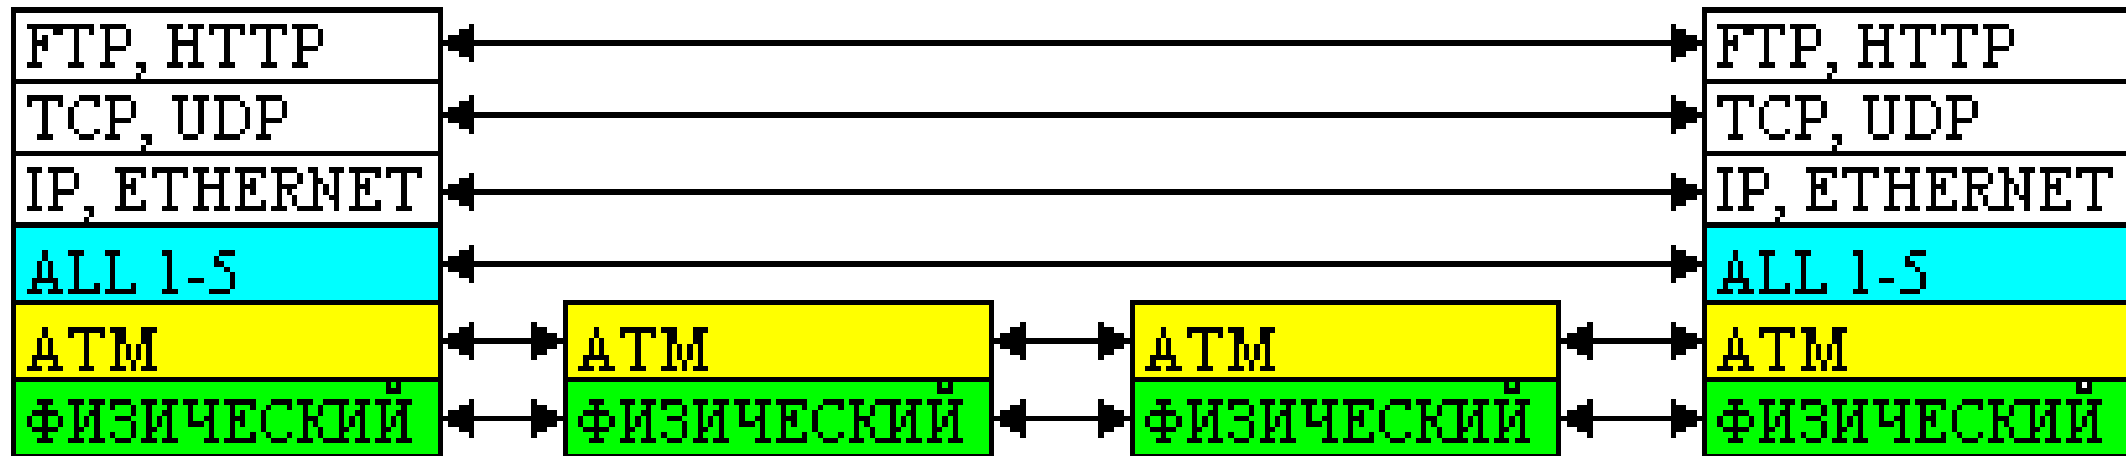 FTP, HTTP
FTP, HTTP
TCP, UDP
TCP, UDP
IP, ETHERNET
IP, ETHERNET
ALL 1-5
ALL 1-5
ATM
ATM
ATM
ATM
ФИЗИЧЕСКИЙ
ФИЗИЧЕСКИЙ
ФИЗИЧЕСКИЙ
ФИЗИЧЕСКИЙ